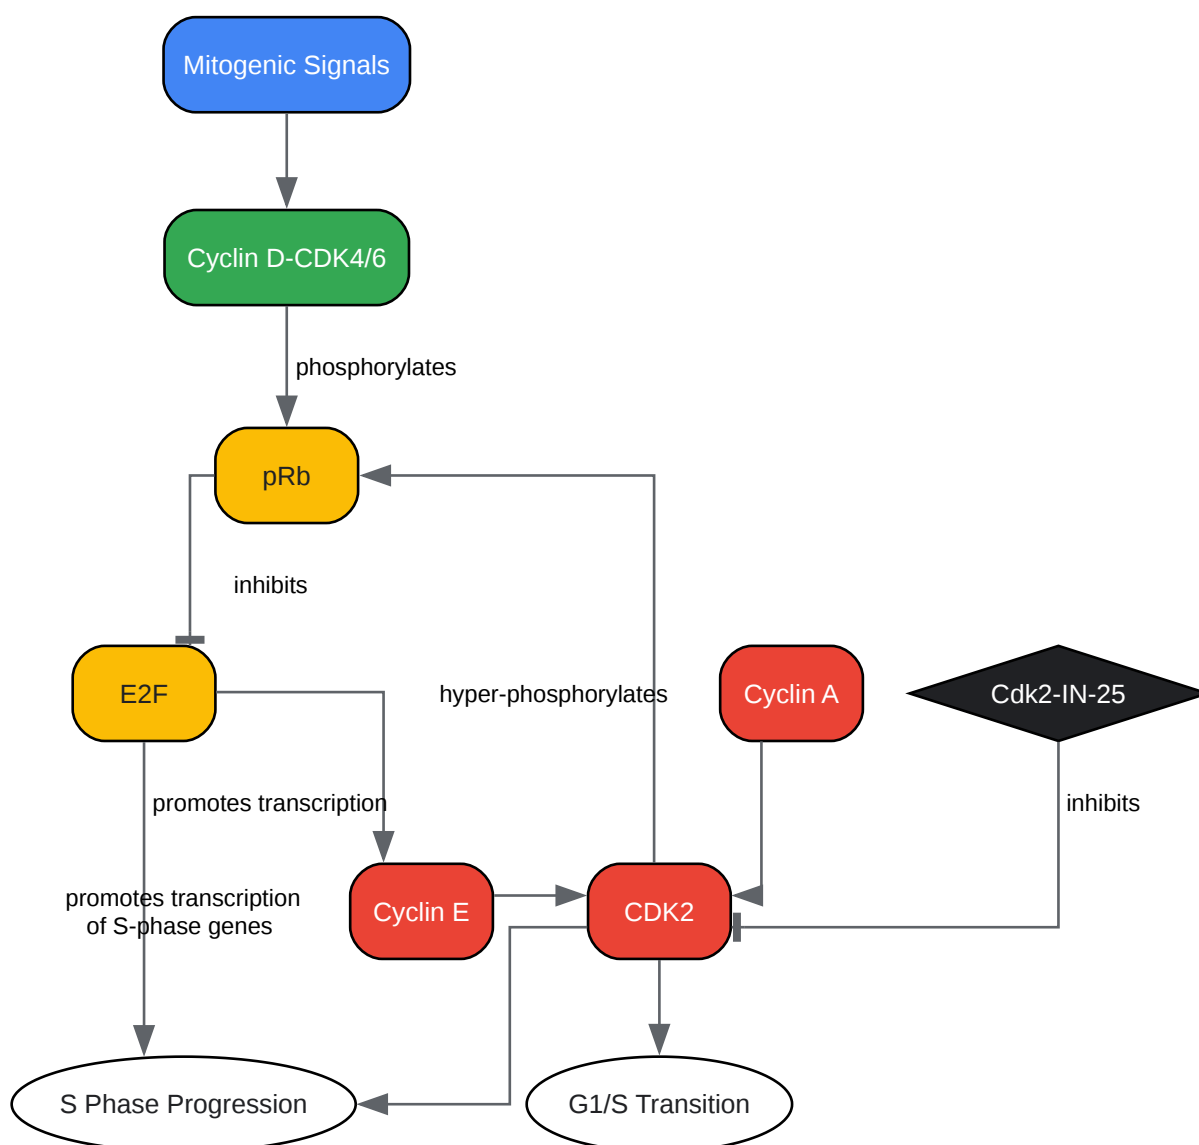 Mitogenic Signals
Cyclin D-CDK4/6
phosphorylates
pRb
inhibits
E2F
hyper-phosphorylates
Cyclin A
Cdk2-IN-25
promotes transcription
inhibits
promotes transcription
of S-phase genes
Cyclin E
CDK2
S Phase Progression
G1/S Transition